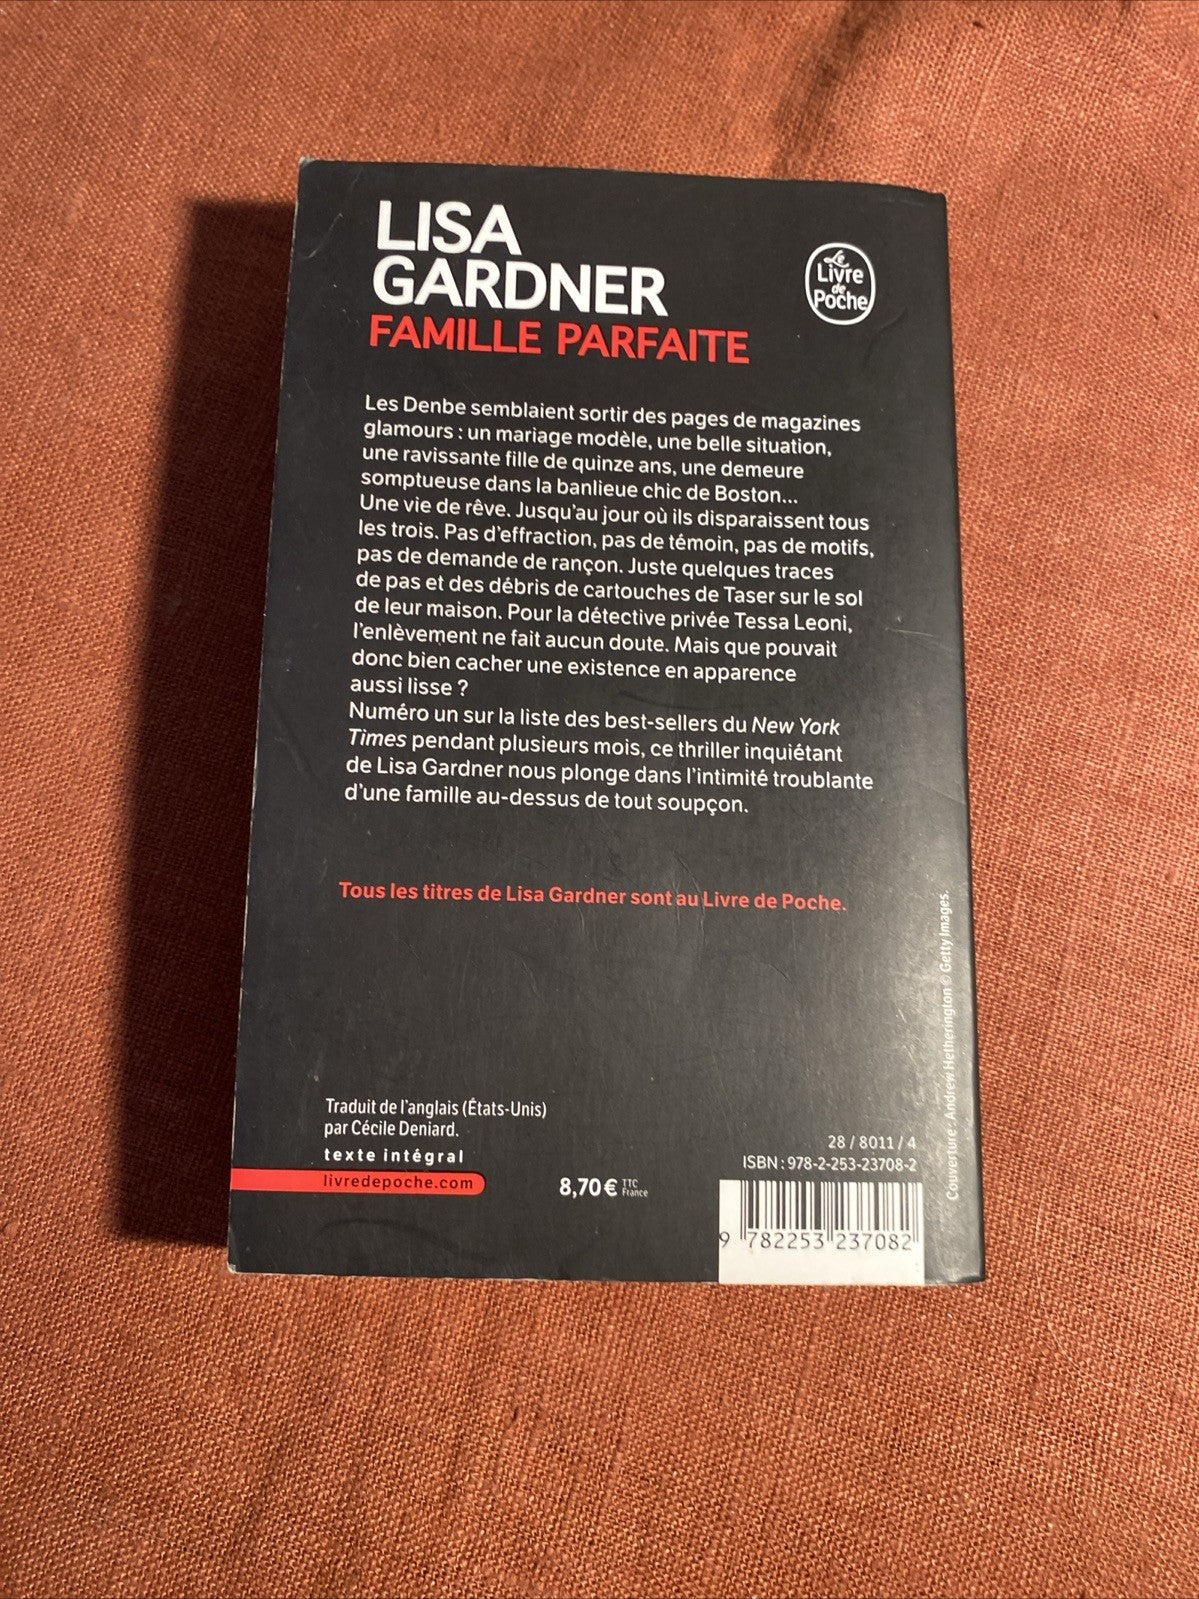 LISA
GARDNER
FAMILLE PARFAITE
Le
Livre
de
Poche
Les Denbe semblaient sortir des pages de magazines
glamours : un mariage modèle, une belle situation,
une ravissante fille de quinze ans, une demeure
somptueuse dans la banlieue chic de Boston...
Une vie de rêve. Jusqu'au jour où ils disparaissent tous
les trois. Pas d'effraction, pas de témoin, pas de motifs,
pas de demande de rançon. Juste quelques traces
de pas et des débris de cartouches de Taser sur le sol
de leur maison. Pour la détective privée Tessa Leoni,
l'enlèvement ne fait aucun doute. Mais que pouvait
donc bien cacher une existence en apparence
aussi lisse ?
Numéro un sur la liste des best-sellers du New York
Times pendant plusieurs mois, ce thriller inquiétant
de Lisa Gardner nous plonge dans l'intimité troublante
d'une famille au-dessus de tout soupçon.
Tous les titres de Lisa Gardner sont au Livre de Poche.
Traduit de l'anglais (États-Unis)
par Cécile Deniard.
texte intégral
livredepoche.com
8,70 € TTC
France
28 / 8011 / 4
ISBN : 978-2-253-23708-2
9 782253 237082
Couverture : Andrew Hetherington © Getty Images.